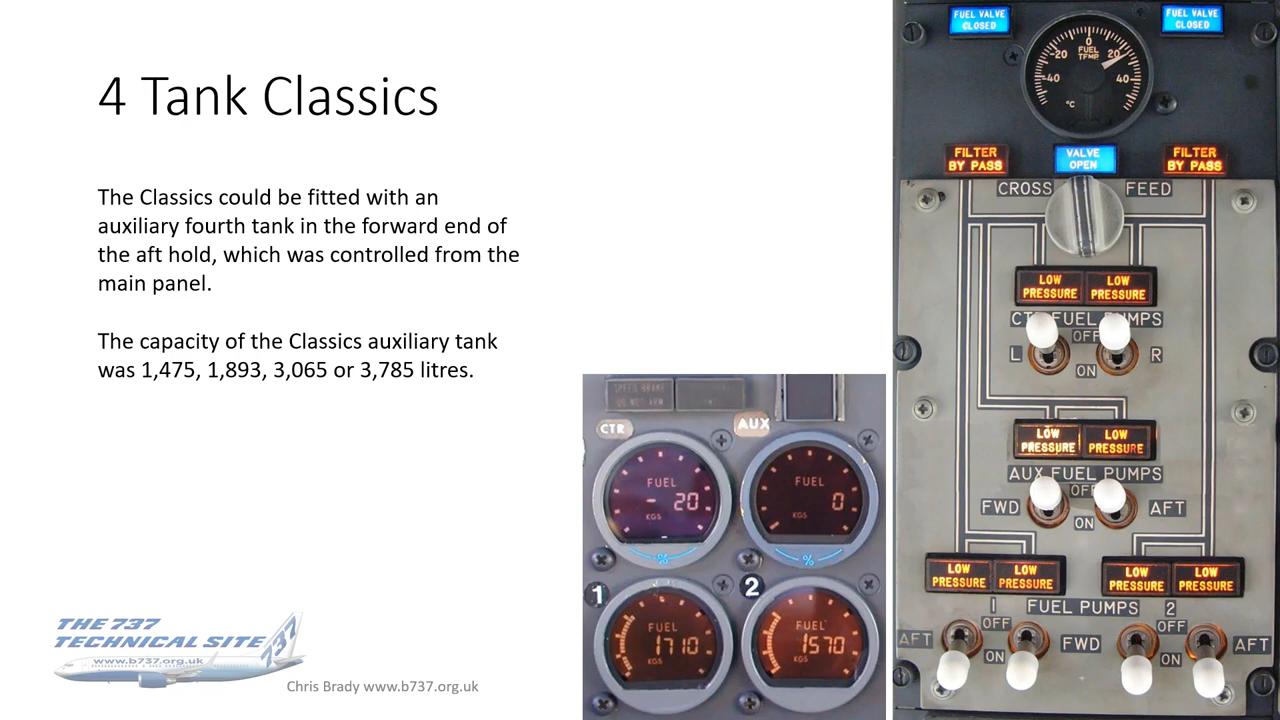 4 Tank Classics
The Classics could be fitted with an
auxiliary fourth tank in the forward end of
the aft hold, which was controlled from the
main panel.
The capacity of the Classics auxiliary tank
was 1,475, 1,893, 3,065 or 3,785 litres.
THE 737
TECHNICAL SITE
737
www.b737.org.uk
Chris Brady www.b737.org.uk
SPEED BRAKE
DO NOT ARM
CTR
AUX
FUEL
- 20
KGS
%
FUEL
0
KGS
%
1
2
FUEL
1710
KGS
FUEL
1570
KGS
FUEL VALVE
CLOSED
FUEL VALVE
CLOSED
0
FUEL
TEMP
-20
20
-40
40
°C
FILTER
BY PASS
VALVE
OPEN
FILTER
BY PASS
CROSS FEED
LOW
PRESSURE
LOW
PRESSURE
FUEL PUMPS
OFF
L
R
ON
LOW
PRESSURE
LOW
PRESSURE
AUX FUEL PUMPS
OFF
FWD
AFT
ON
LOW
PRESSURE
LOW
PRESSURE
LOW
PRESSURE
LOW
PRESSURE
1 FUEL PUMPS 2
OFF
OFF
AFT
FWD
AFT
ON
ON